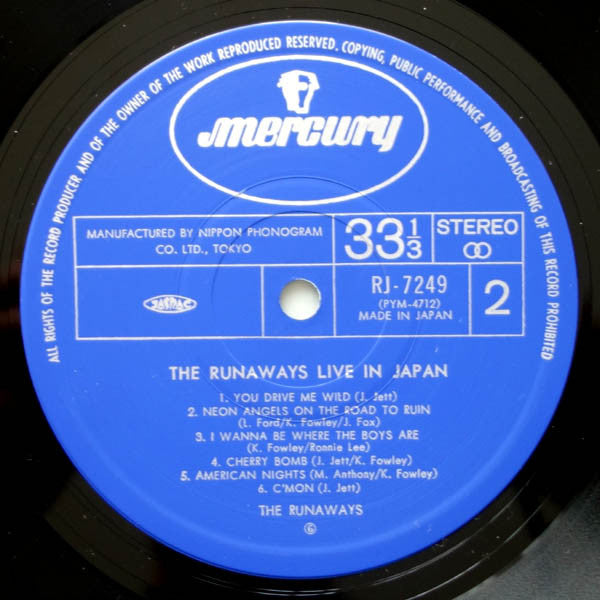 ALL RIGHTS OF THE RECORD PRODUCER AND OF THE OWNER OF THE WORK REPRODUCED RESERVED. COPYING, PUBLIC PERFORMANCE AND BROADCASTING OF THIS RECORD PROHIBITED
mercury
MANUFACTURED BY NIPPON PHONOGRAM
CO. LTD., TOKYO
33 1/3
STEREO
JASRAC
RJ-7249
(PYM-4712)
MADE IN JAPAN
2
THE RUNAWAYS LIVE IN JAPAN
1. YOU DRIVE ME WILD (J. Jett)
2. NEON ANGELS ON THE ROAD TO RUIN
(L. Ford/K. Fowley/J. Fox)
3. I WANNA BE WHERE THE BOYS ARE
(K. Fowley/Ronnie Lee)
4. CHERRY BOMB (J. Jett/K. Fowley)
5. AMERICAN NIGHTS (M. Anthony/K. Fowley)
6. C'MON (J. Jett)
THE RUNAWAYS